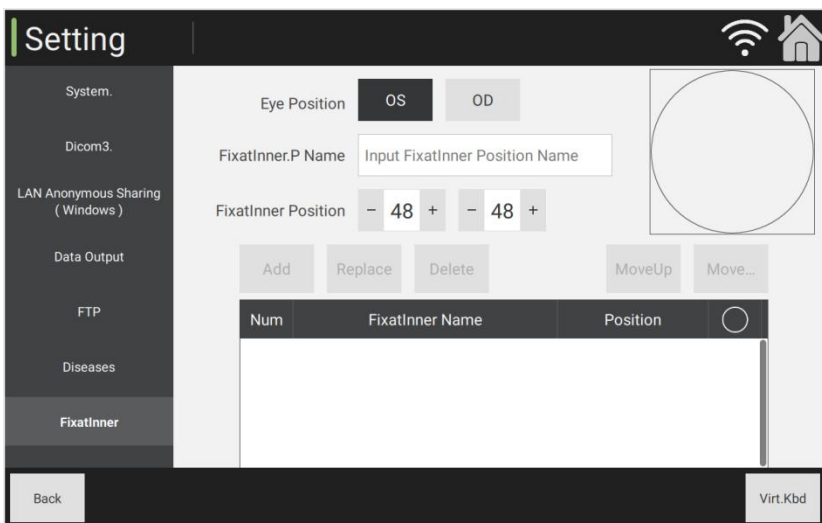 Setting
System.
Dicom3.
LAN Anonymous Sharing
( Windows )
Data Output
FTP
Diseases
FixatInner
Eye Position OS OD
FixatInner.P Name Input FixatInner Position Name
FixatInner Position − 48 + − 48 +
Add Replace Delete MoveUp Move...
Num FixatInner Name Position
Back Virt.Kbd